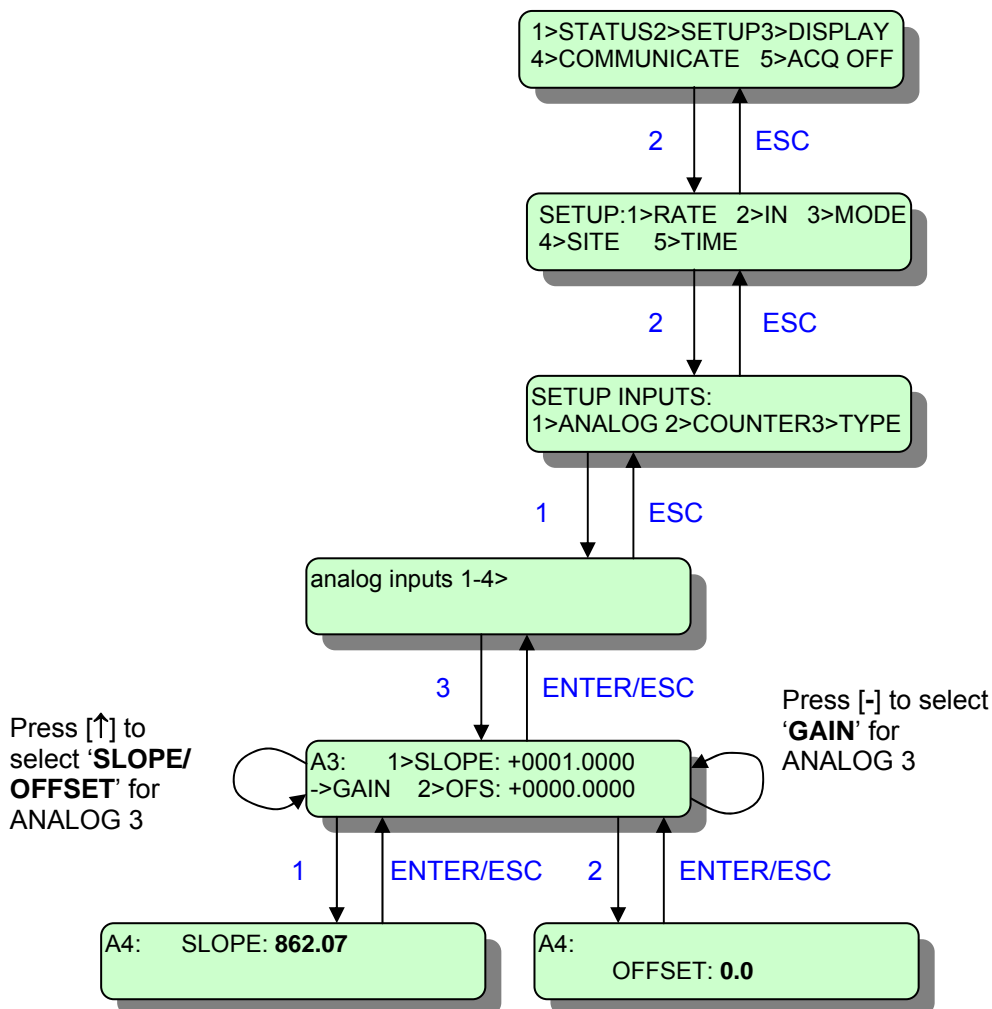 1>STATUS2>SETUP3>DISPLAY
4>COMMUNICATE 5>ACQ OFF
2
ESC
SETUP:1>RATE 2>IN 3>MODE
4>SITE 5>TIME
2
ESC
SETUP INPUTS:
1>ANALOG 2>COUNTER3>TYPE
1
ESC
analog inputs 1-4>
3
ENTER/ESC
Press [↑] to
select ‘SLOPE/
OFFSET’ for
ANALOG 3
A3: 1>SLOPE: +0001.0000
->GAIN 2>OFS: +0000.0000
Press [-] to select
‘GAIN’ for
ANALOG 3
1
ENTER/ESC
2
ENTER/ESC
A4: SLOPE: 862.07
A4:
OFFSET: 0.0